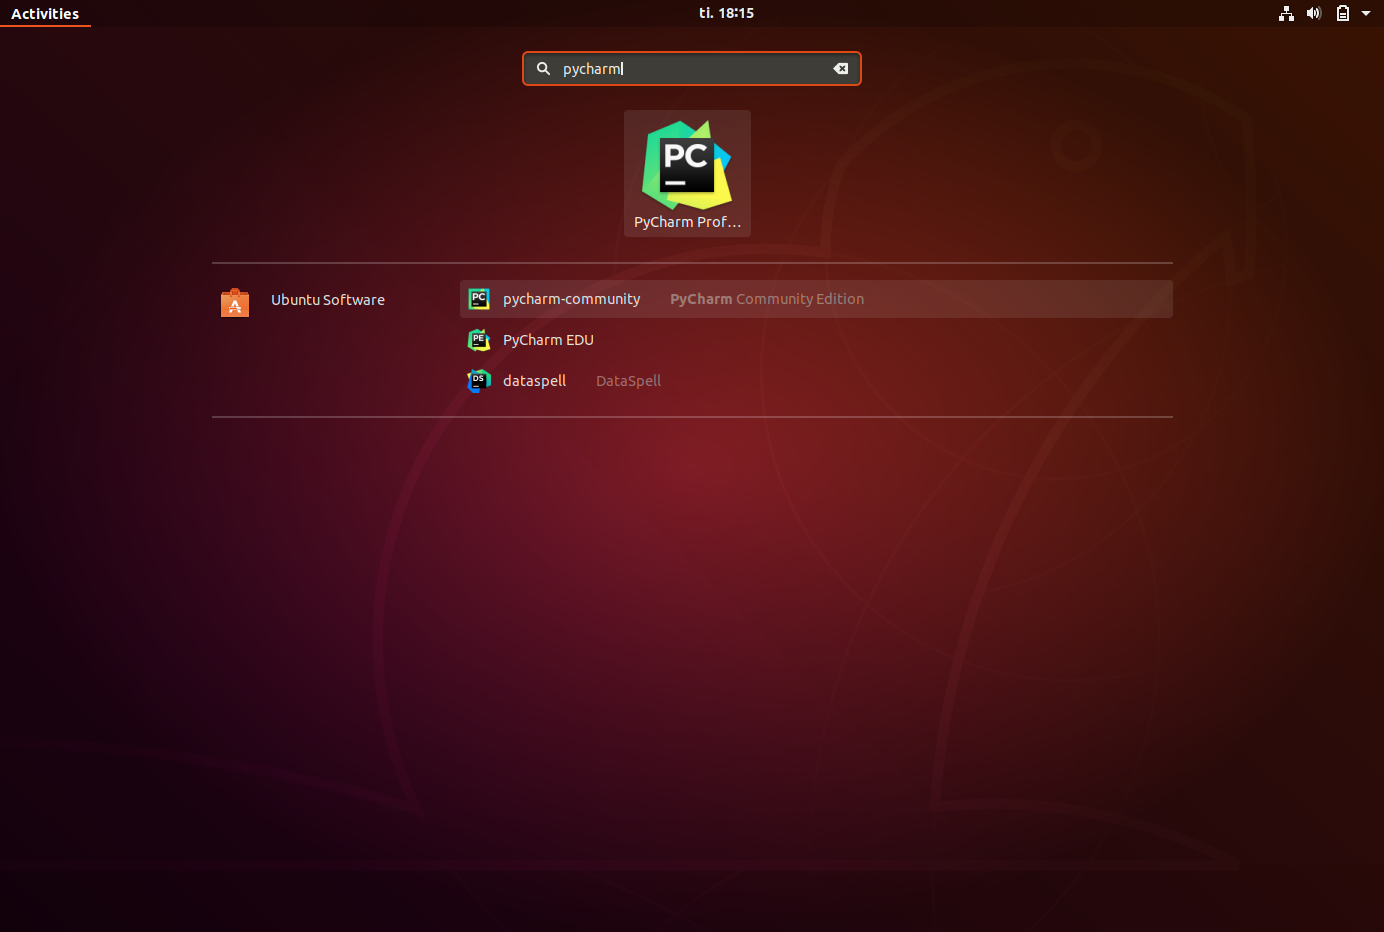 Activities
ti. 18:15
pycharm
PC
PyCharm Prof…
Ubuntu Software
PC
pycharm-community
PyCharm Community Edition
PE
PyCharm EDU
DS
dataspell
DataSpell